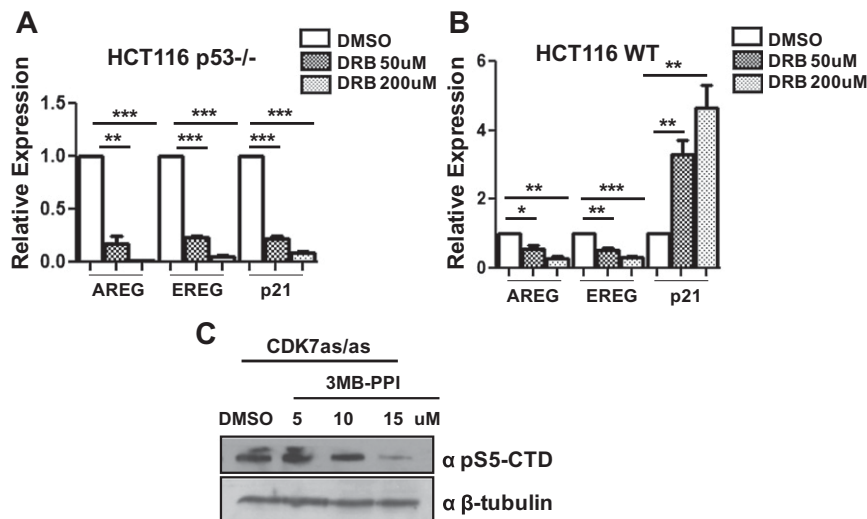 A
HCT116 p53-/-
DMSO
DRB 50uM
DRB 200uM
Relative Expression
1.5
1.0
0.5
0.0
***
**
***
***
***
***
AREG
EREG
p21
B
HCT116 WT
DMSO
DRB 50uM
DRB 200uM
Relative Expression
6
4
2
0
**
*
***
**
**
**
AREG
EREG
p21
C
CDK7as/as
3MB-PPI
DMSO 5 10 15 uM
α pS5-CTD
α β-tubulin